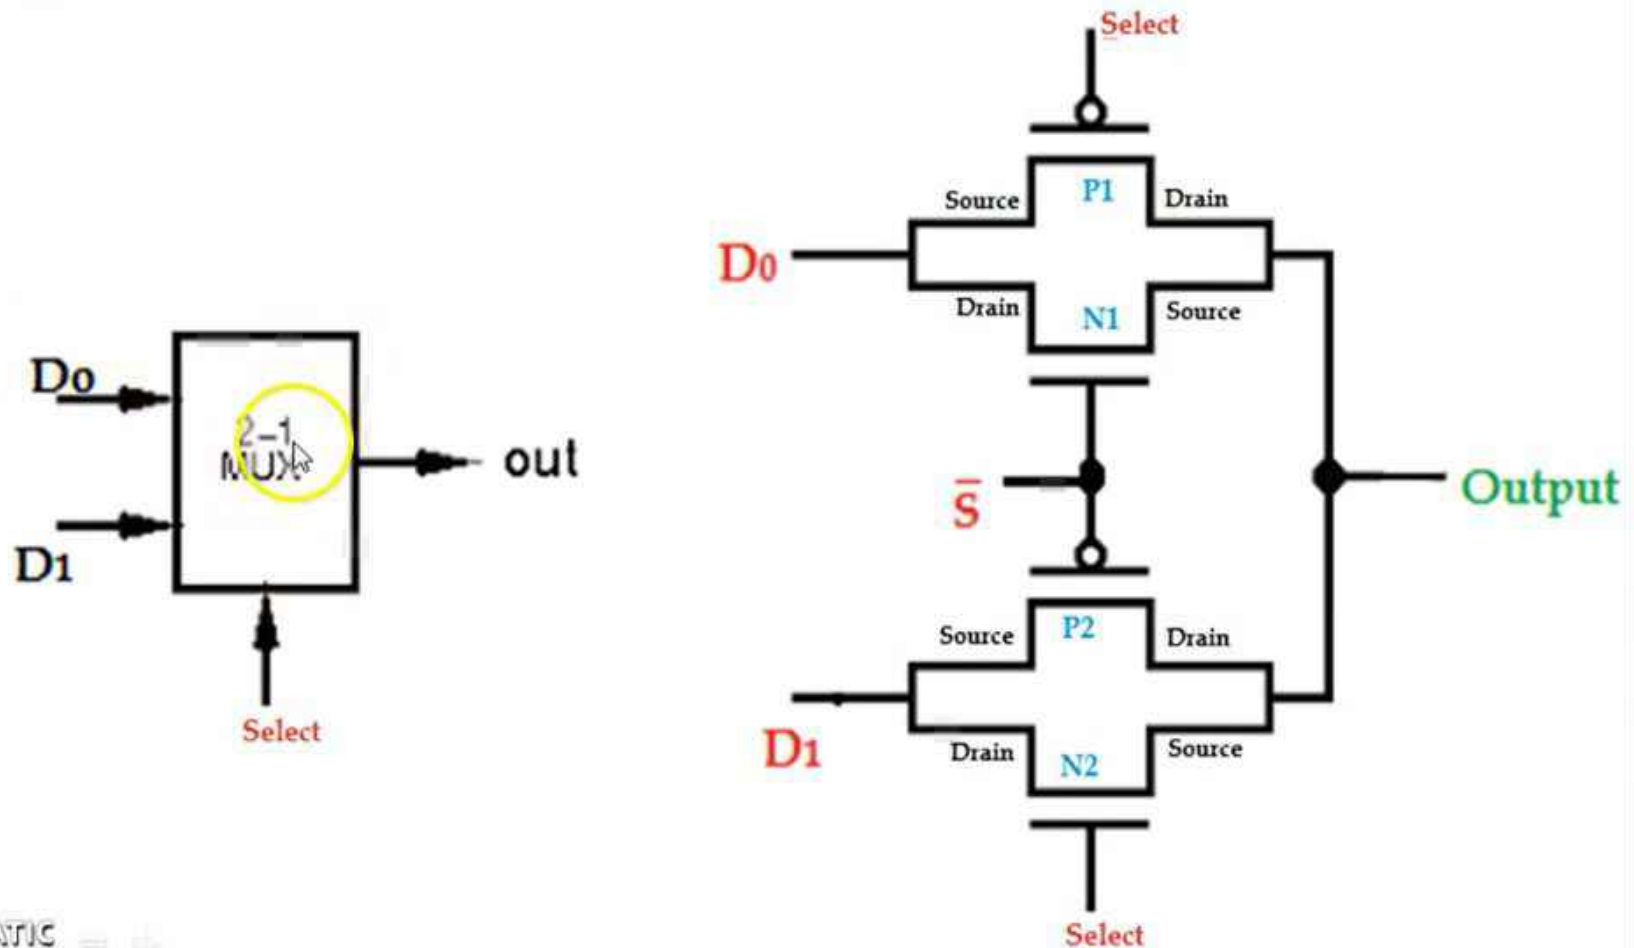 Do
D1
2-1
MUX
out
Select
Select
P1
Source
Drain
D0
Drain
N1
Source
S̅
Output
P2
Source
Drain
D1
Drain
N2
Source
Select
ATIC